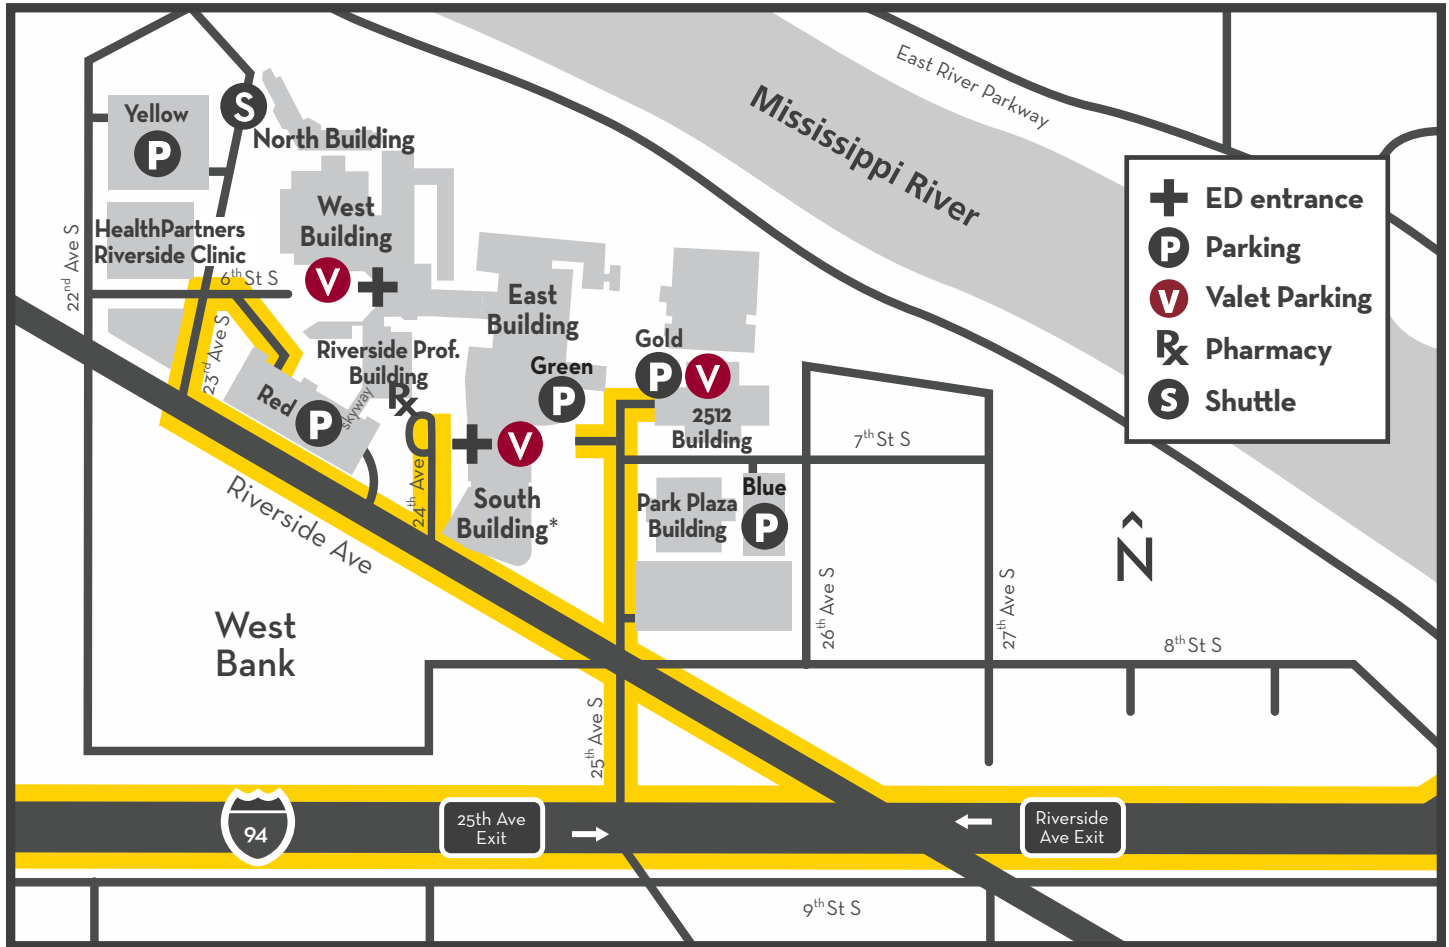 East River Parkway
Mississippi River
Yellow
P
S
North Building
ED entrance
P
Parking
V
Valet Parking
Rx
Pharmacy
S
Shuttle
West
Building
V
HealthPartners
Riverside Clinic
22nd Ave S
6th St S
23rd Ave S
East
Building
Riverside Prof.
Building
Rx
Green
P
Gold
P
V
2512
Building
Red
P
skyway
24th Ave
V
7th St S
South
Building*
Park Plaza
Building
Blue
P
Riverside Ave
N
26th Ave S
27th Ave S
8th St S
West
Bank
25th Ave S
94
25th Ave
Exit
Riverside
Ave Exit
9th St S